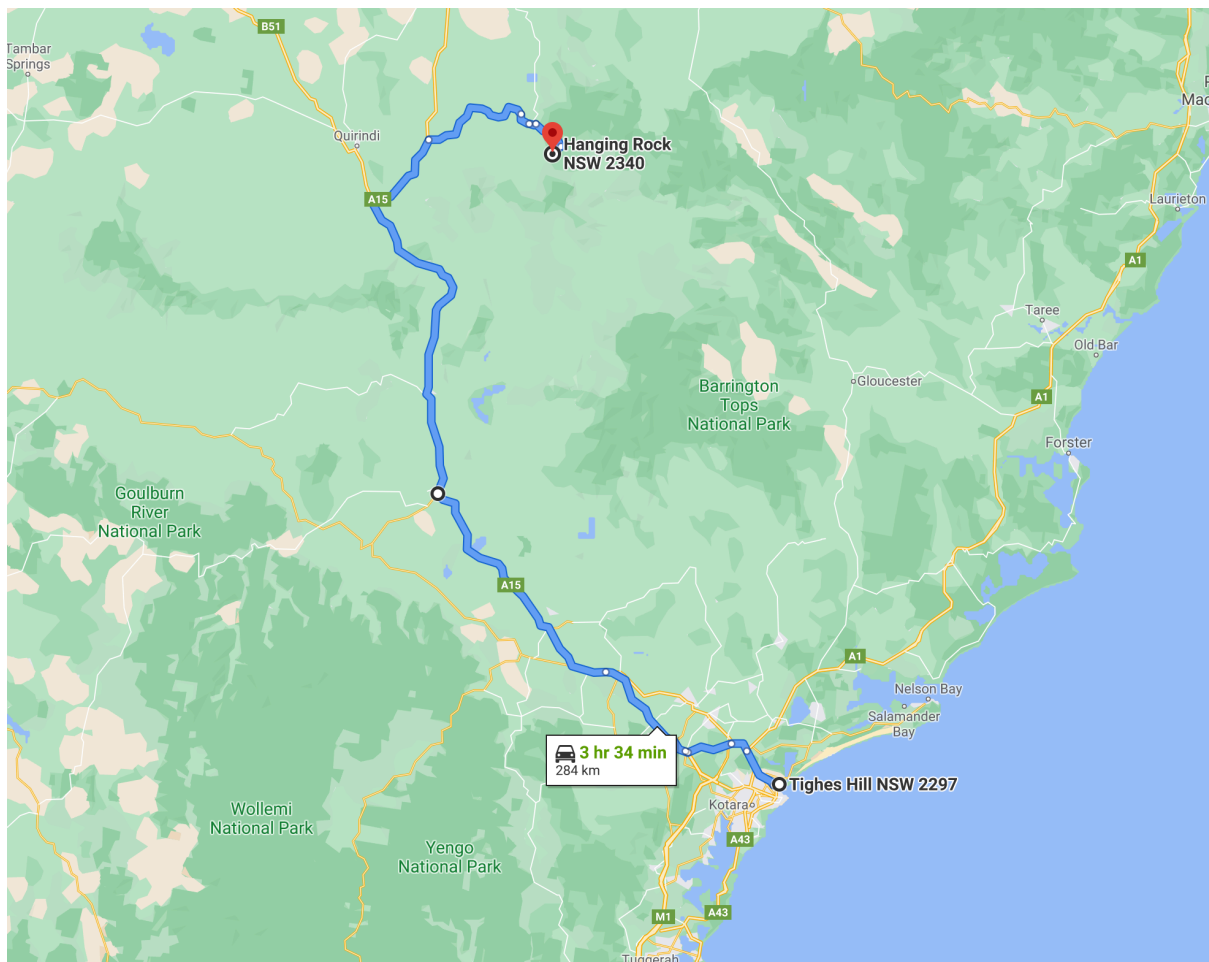 B51
Tambar
Springs
Quirindi
Hanging Rock
NSW 2340
A15
Laurieton
A1
Taree
Old Bar
Gloucester
Barrington
Tops
National Park
A1
Forster
Goulburn
River
National Park
A15
A1
Nelson Bay
Salamander
Bay
3 hr 34 min
284 km
Tighes Hill NSW 2297
Kotara
Wollemi
National Park
A43
Yengo
National Park
M1
A43